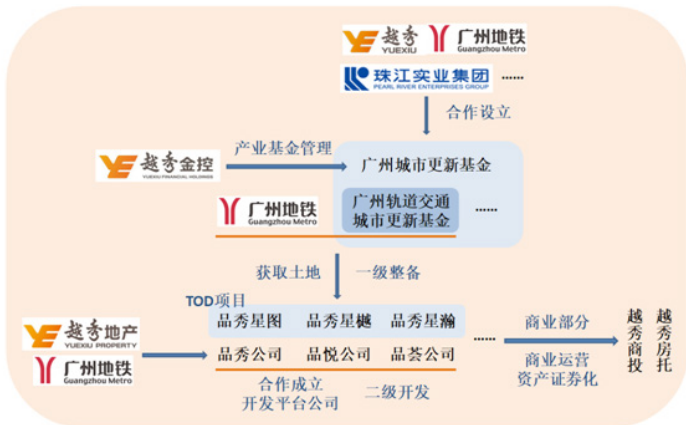 越秀
YUEXIU
广州地铁
Guangzhou Metro
珠江实业集团
PEARL RIVER ENTERPRISES GROUP
······
合作设立
越秀金控
YUEXIU FINANCIAL HOLDINGS
产业基金管理
广州城市更新基金
广州地铁
Guangzhou Metro
广州轨道交通
城市更新基金
······
获取土地
一级整备
TOD项目
越秀地产
YUEXIU PROPERTY
广州地铁
Guangzhou Metro
品秀星图 品秀星樾 品秀星瀚
品秀公司 品悦公司 品荟公司
······
合作成立
开发平台公司
二级开发
商业部分
商业运营
资产证券化
越秀商投
越秀房托